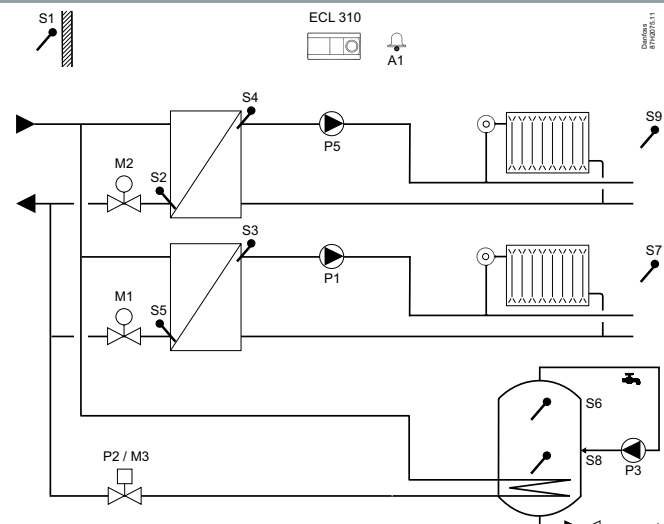 S1
ECL 310
A1
Danfoss
87H2075.11
S4
P5
S9
M2
S2
S3
P1
S7
M1
S5
S6
P2 / M3
S8
P3